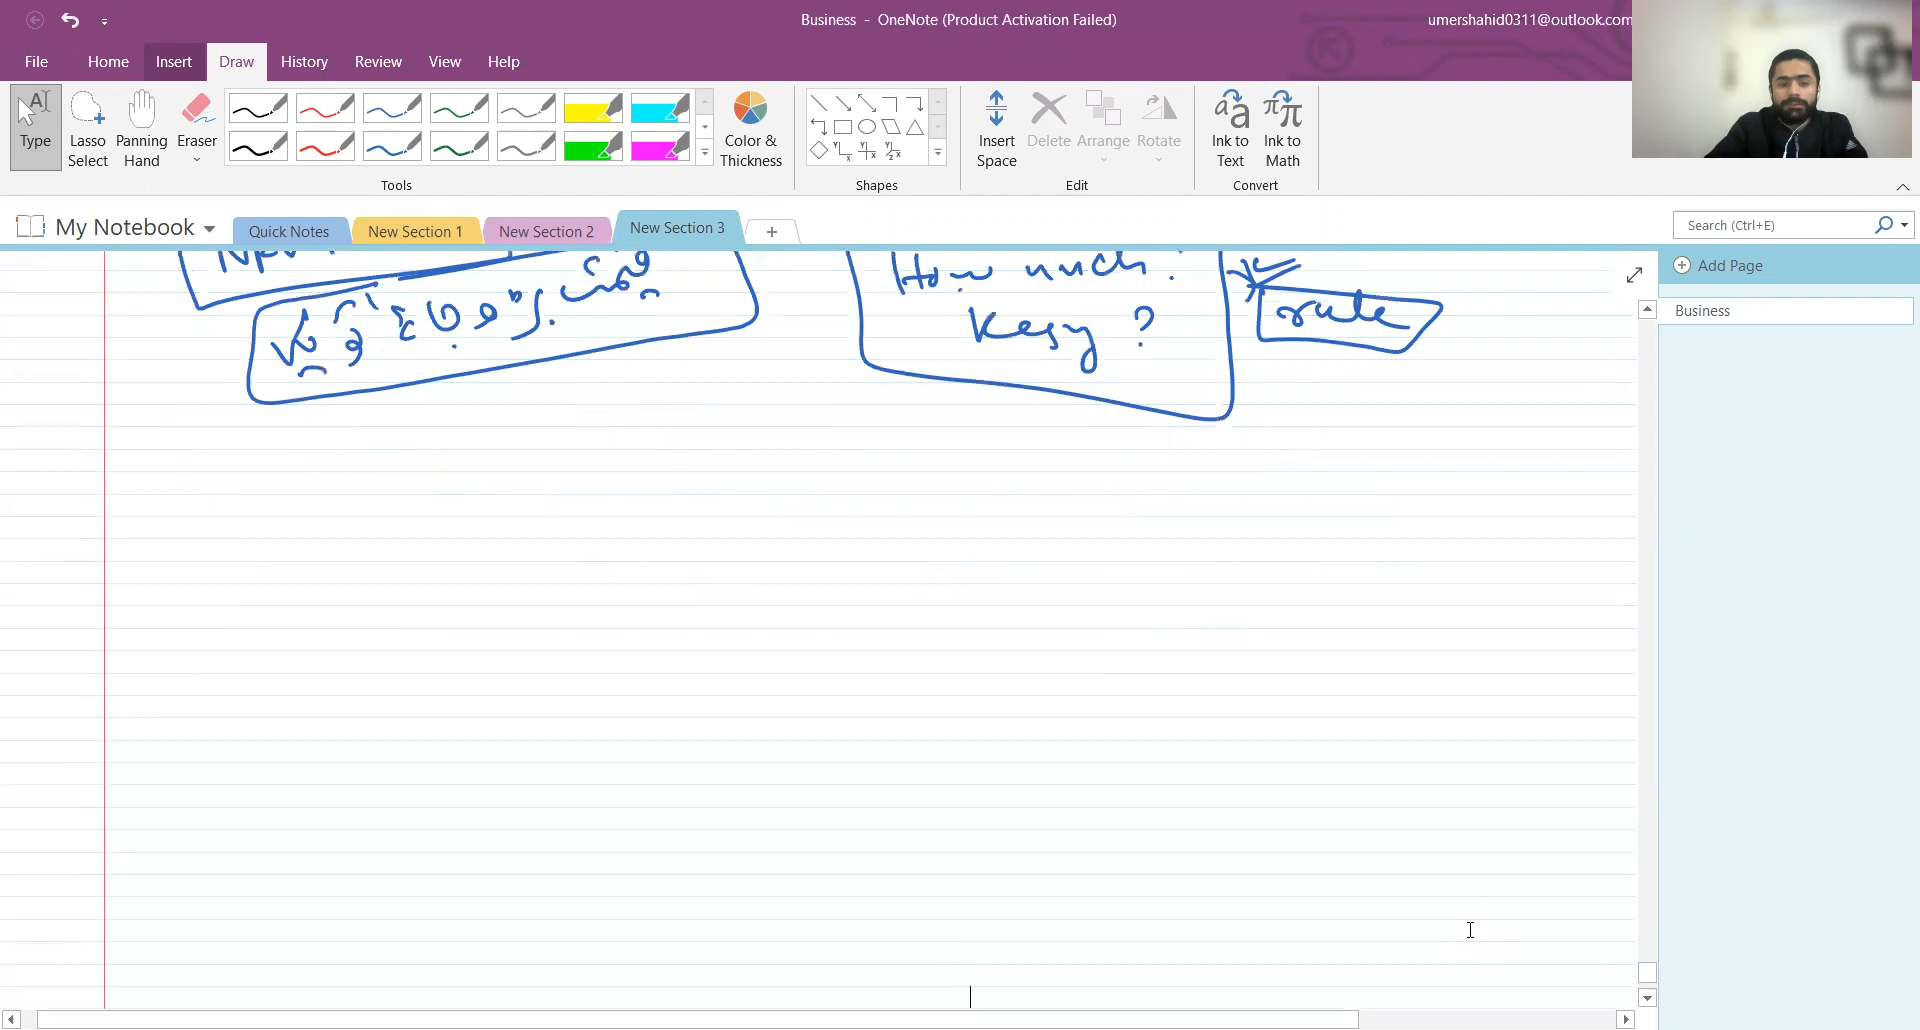 Business - OneNote (Product Activation Failed)
umershahid0311@outlook.com
File Home Insert Draw History Review View Help
Type
Lasso Select
Panning Hand
Eraser
Color & Thickness
Insert Space
Delete
Arrange
Rotate
Ink to Text
Ink to Math
Tools
Shapes
Edit
Convert
My Notebook
Quick Notes
New Section 1
New Section 2
New Section 3
Search (Ctrl+E)
Add Page
Business
How much?
Kesy ?
rule